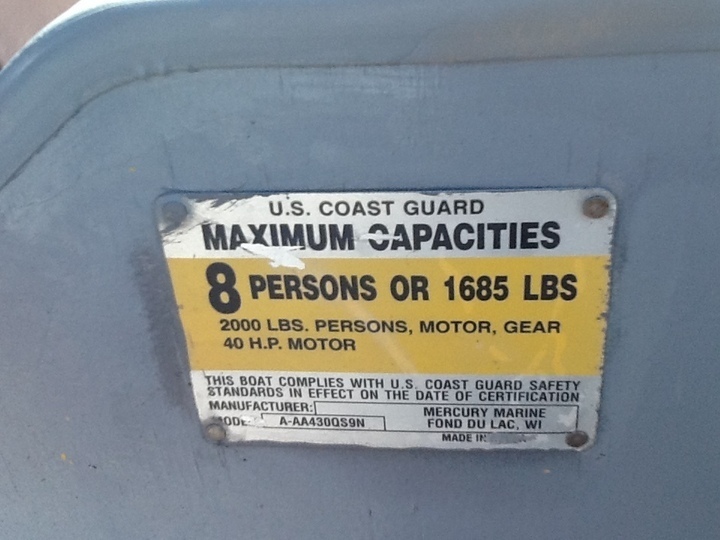 U.S. COAST GUARD
MAXIMUM CAPACITIES
8 PERSONS OR 1685 LBS
2000 LBS. PERSONS, MOTOR, GEAR
40 H.P. MOTOR
THIS BOAT COMPLIES WITH U.S. COAST GUARD SAFETY
STANDARDS IN EFFECT ON THE DATE OF CERTIFICATION
MANUFACTURER: MERCURY MARINE
A-AA430QS9N FOND DU LAC, WI
MADE IN